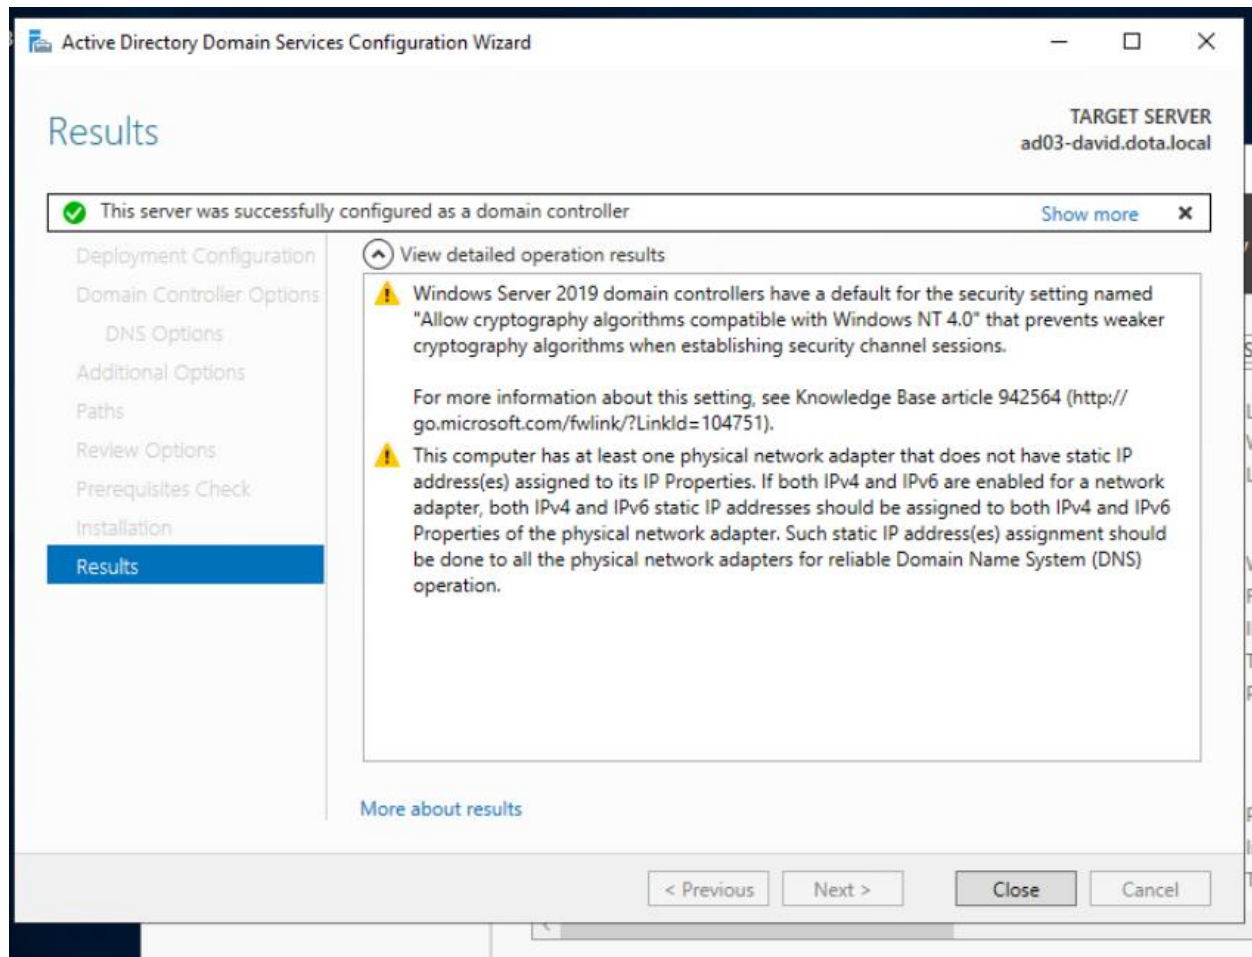 Active Directory Domain Services Configuration Wizard
Results
TARGET SERVER
ad03-david.dota.local
This server was successfully configured as a domain controller
Show more
Deployment Configuration
Domain Controller Options
DNS Options
Additional Options
Paths
Review Options
Prerequisites Check
Installation
Results
View detailed operation results
Windows Server 2019 domain controllers have a default for the security setting named
"Allow cryptography algorithms compatible with Windows NT 4.0" that prevents weaker
cryptography algorithms when establishing security channel sessions.
For more information about this setting, see Knowledge Base article 942564 (http://
go.microsoft.com/fwlink/?LinkId=104751).
This computer has at least one physical network adapter that does not have static IP
address(es) assigned to its IP Properties. If both IPv4 and IPv6 are enabled for a network
adapter, both IPv4 and IPv6 static IP addresses should be assigned to both IPv4 and IPv6
Properties of the physical network adapter. Such static IP address(es) assignment should
be done to all the physical network adapters for reliable Domain Name System (DNS)
operation.
More about results
< Previous
Next >
Close
Cancel